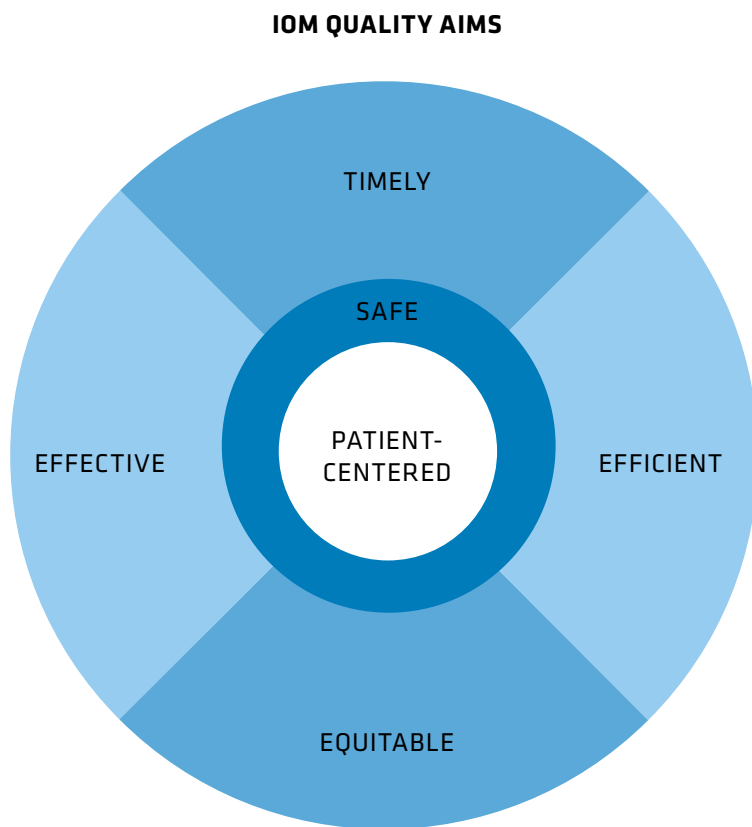 IOM QUALITY AIMS
TIMELY
SAFE
PATIENT-
CENTERED
EFFECTIVE
EFFICIENT
EQUITABLE